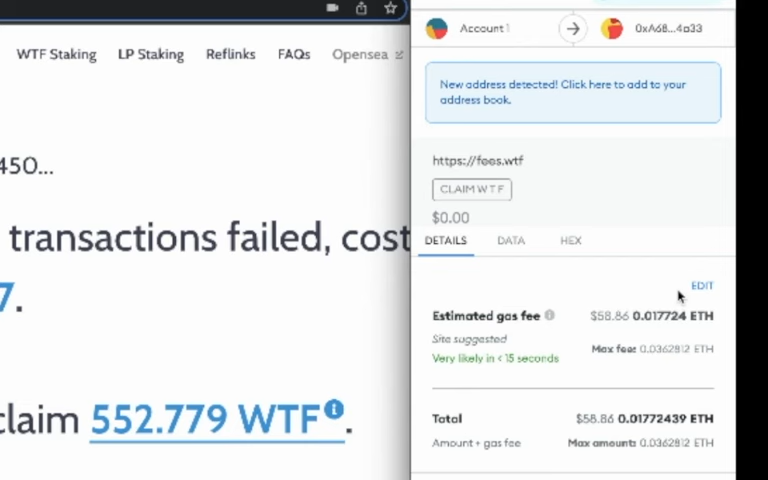 WTF Staking LP Staking Reflinks FAQs Opensea
450...
transactions failed, cost
7.
claim 552.779 WTF i.
Account 1 0xA68...4a33
New address detected! Click here to add to your
address book.
https://fees.wtf
CLAIM W T F
$0.00
DETAILS DATA HEX
EDIT
Estimated gas fee i $58.86 0.017724 ETH
Site suggested
Very likely in < 15 seconds
Max fee: 0.0362812 ETH
Total $58.86 0.01772439 ETH
Amount + gas fee Max amount: 0.0362812 ETH